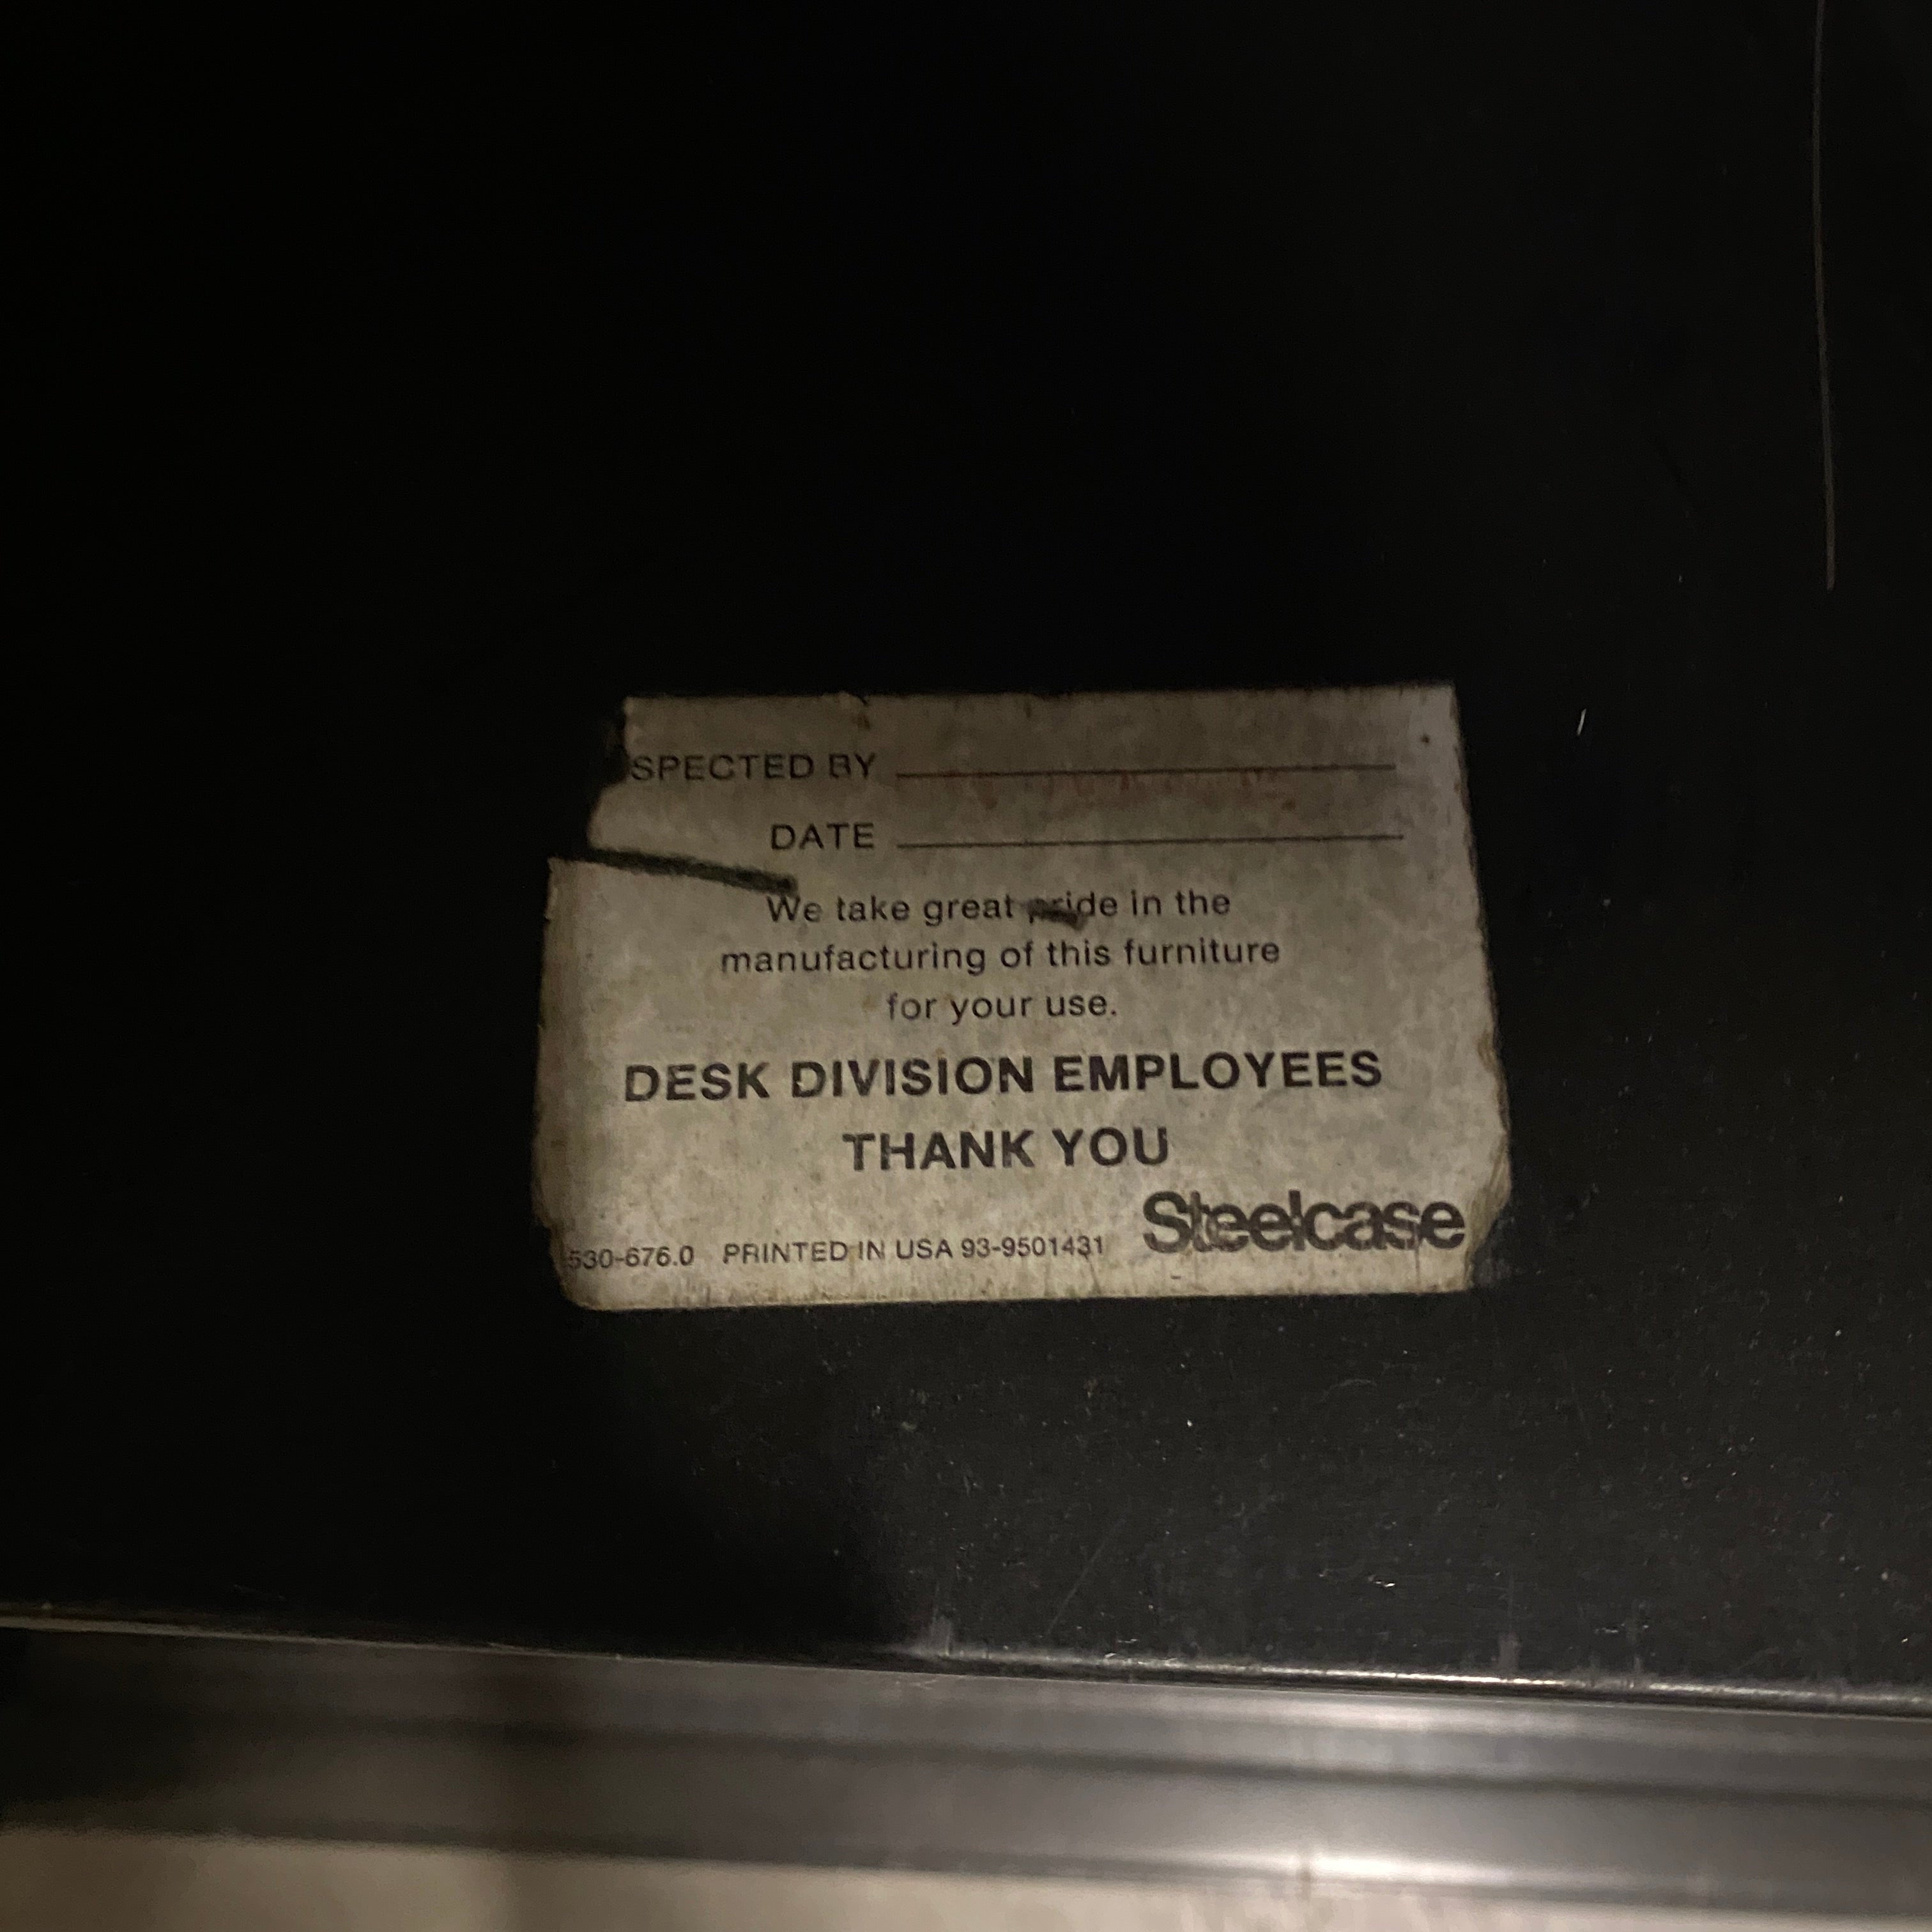 SPECTED BY
DATE
We take great pride in the
manufacturing of this furniture
for your use.
DESK DIVISION EMPLOYEES
THANK YOU
Steelcase
530-676.0 PRINTED IN USA 93-9501431